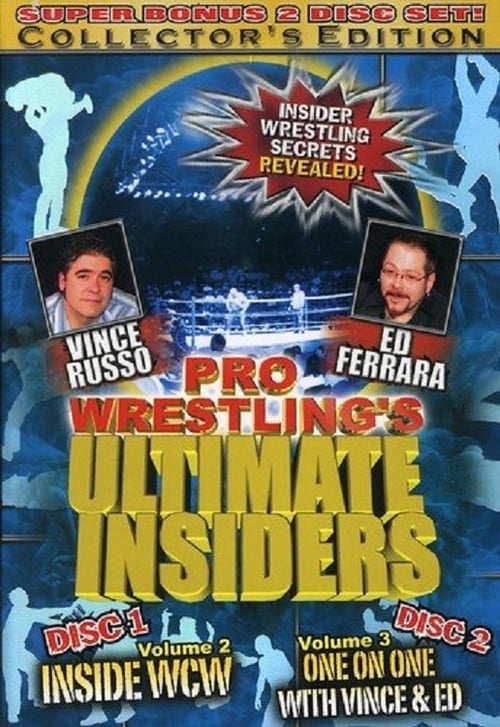 SUPER BONUS 2 DISC SET!
COLLECTOR'S EDITION
INSIDER
WRESTLING
SECRETS
REVEALED!
VINCE
RUSSO
ED
FERRARA
PRO
WRESTLING'S
ULTIMATE
INSIDERS
DISC 1
Volume 2
INSIDE WCW
DISC 2
Volume 3
ONE ON ONE
WITH VINCE & ED